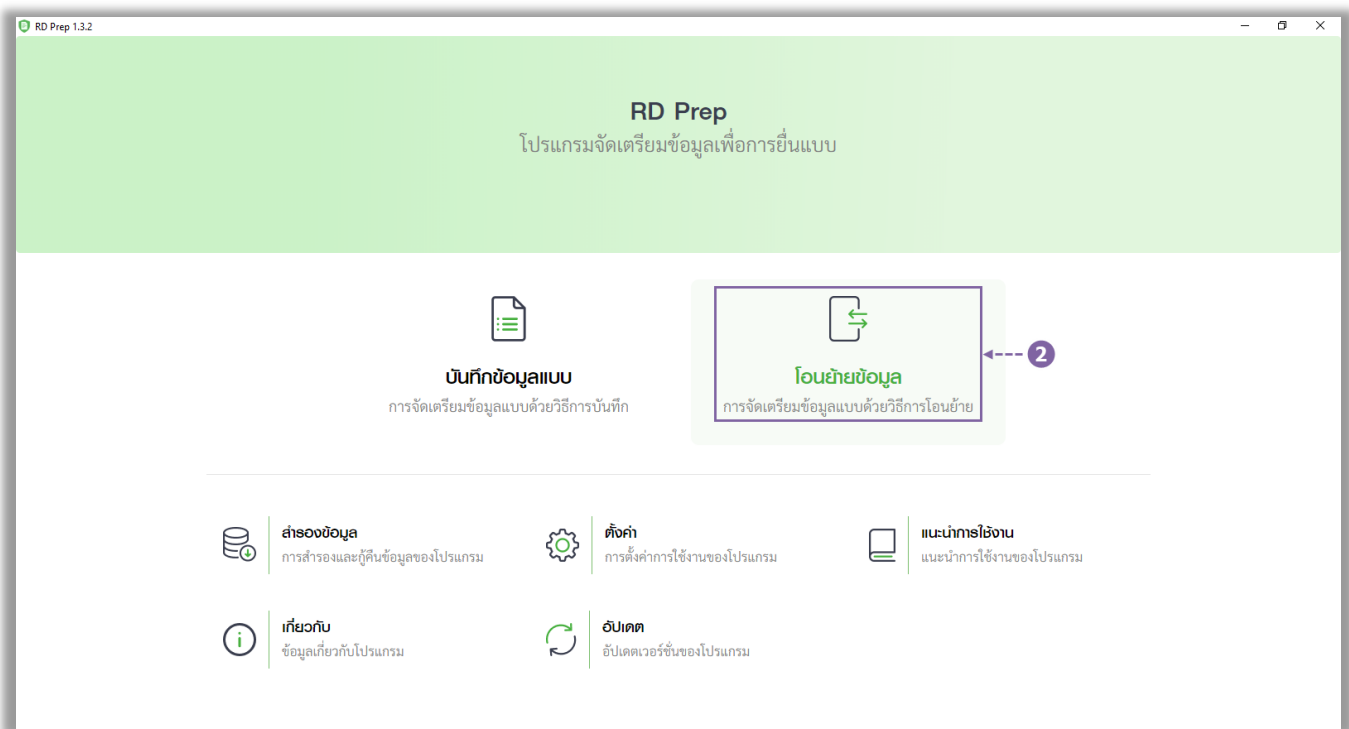 RD Prep 1.3.2
RD Prep
โปรแกรมจัดเตรียมข้อมูลเพื่อการยื่นแบบ
บันทึกข้อมูลแบบ
การจัดเตรียมข้อมูลแบบด้วยวิธีการบันทึก
โอนย้ายข้อมูล
การจัดเตรียมข้อมูลแบบด้วยวิธีการโอนย้าย
2
สำรองข้อมูล
การสำรองและกู้คืนข้อมูลของโปรแกรม
ตั้งค่า
การตั้งค่าการใช้งานของโปรแกรม
แนะนำการใช้งาน
แนะนำการใช้งานของโปรแกรม
เกี่ยวกับ
ข้อมูลเกี่ยวกับโปรแกรม
อัปเดต
อัปเดตเวอร์ชั่นของโปรแกรม